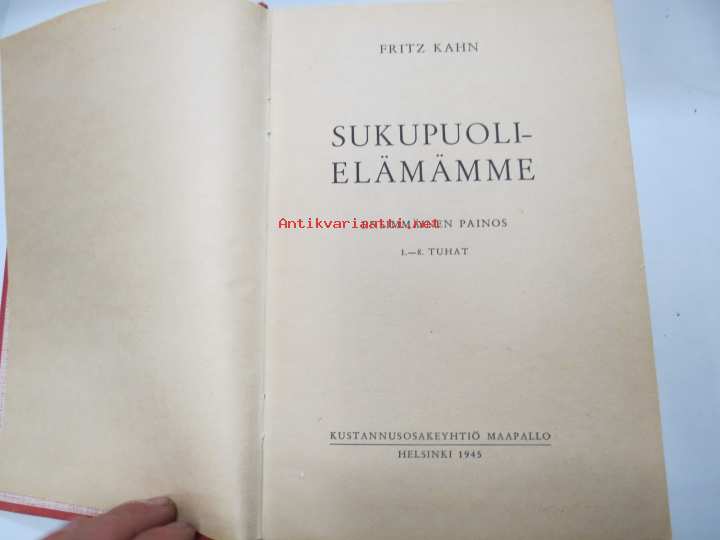 FRITZ KAHN
SUKUPUOLI-
ELÄMÄMME
Antikvariaatti.net
PAINOS
1.—8. TUHAT
KUSTANNUSOSAKEYHTIÖ MAAPALLO
HELSINKI 1945